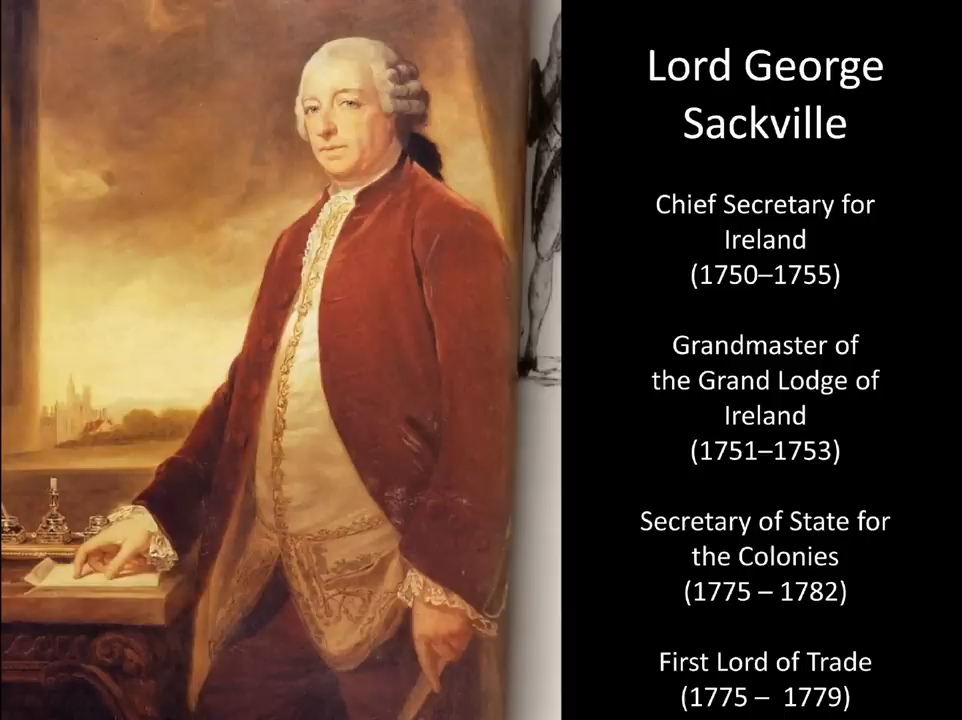 Lord George
Sackville
Chief Secretary for
Ireland
(1750–1755)
Grandmaster of
the Grand Lodge of
Ireland
(1751–1753)
Secretary of State for
the Colonies
(1775 – 1782)
First Lord of Trade
(1775 –  1779)